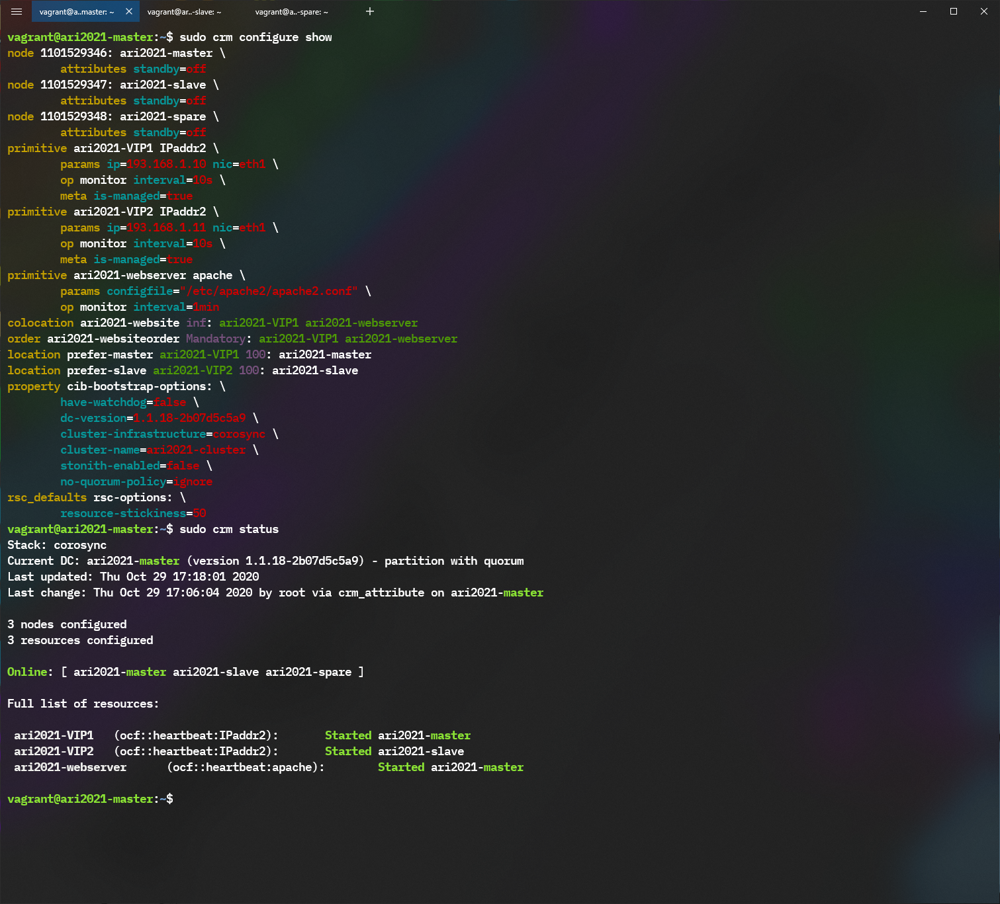 vagrant@a..master: ~
vagrant@ar..-slave: ~
vagrant@a..-spare: ~
vagrant@ari2021-master:~$ sudo crm configure show
node 1101529346: ari2021-master \
        attributes standby=off
node 1101529347: ari2021-slave \
        attributes standby=off
node 1101529348: ari2021-spare \
        attributes standby=off
primitive ari2021-VIP1 IPaddr2 \
        params ip=193.168.1.10 nic=eth1 \
        op monitor interval=10s \
        meta is-managed=true
primitive ari2021-VIP2 IPaddr2 \
        params ip=193.168.1.11 nic=eth1 \
        op monitor interval=10s \
        meta is-managed=true
primitive ari2021-webserver apache \
        params configfile="/etc/apache2/apache2.conf" \
        op monitor interval=1min
colocation ari2021-website inf: ari2021-VIP1 ari2021-webserver
order ari2021-websiteorder Mandatory: ari2021-VIP1 ari2021-webserver
location prefer-master ari2021-VIP1 100: ari2021-master
location prefer-slave ari2021-VIP2 100: ari2021-slave
property cib-bootstrap-options: \
        have-watchdog=false \
        dc-version=1.1.18-2b07d5c5a9 \
        cluster-infrastructure=corosync \
        cluster-name=ari2021-cluster \
        stonith-enabled=false \
        no-quorum-policy=ignore
rsc_defaults rsc-options: \
        resource-stickiness=50
vagrant@ari2021-master:~$ sudo crm status
Stack: corosync
Current DC: ari2021-master (version 1.1.18-2b07d5c5a9) - partition with quorum
Last updated: Thu Oct 29 17:18:01 2020
Last change: Thu Oct 29 17:06:04 2020 by root via crm_attribute on ari2021-master
3 nodes configured
3 resources configured
Online: [ ari2021-master ari2021-slave ari2021-spare ]
Full list of resources:
 ari2021-VIP1   (ocf::heartbeat:IPaddr2):       Started ari2021-master
 ari2021-VIP2   (ocf::heartbeat:IPaddr2):       Started ari2021-slave
 ari2021-webserver      (ocf::heartbeat:apache):        Started ari2021-master
vagrant@ari2021-master:~$